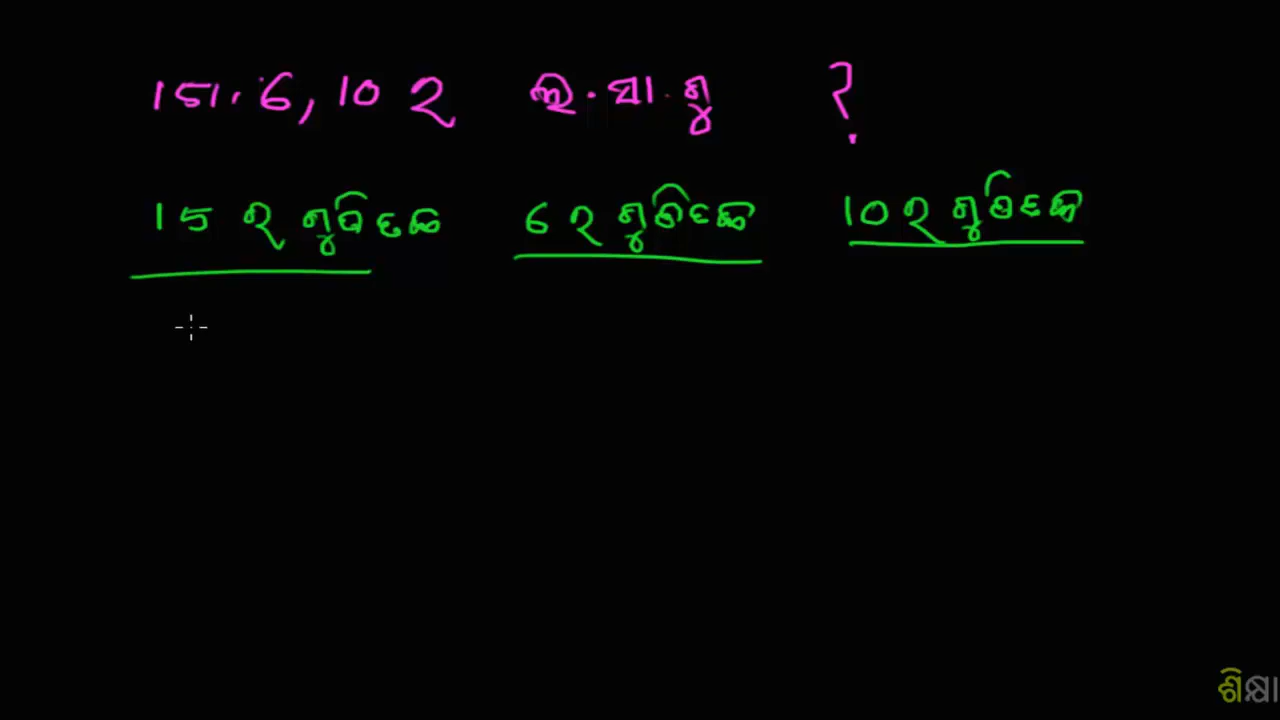 15, 6, 10 ର ଲ.ସା.ଗୁ ?
15 ର ଗୁଣିତକ 6 ର ଗୁଣିତକ 10 ର ଗୁଣିତକ
ଶିକ୍ଷା